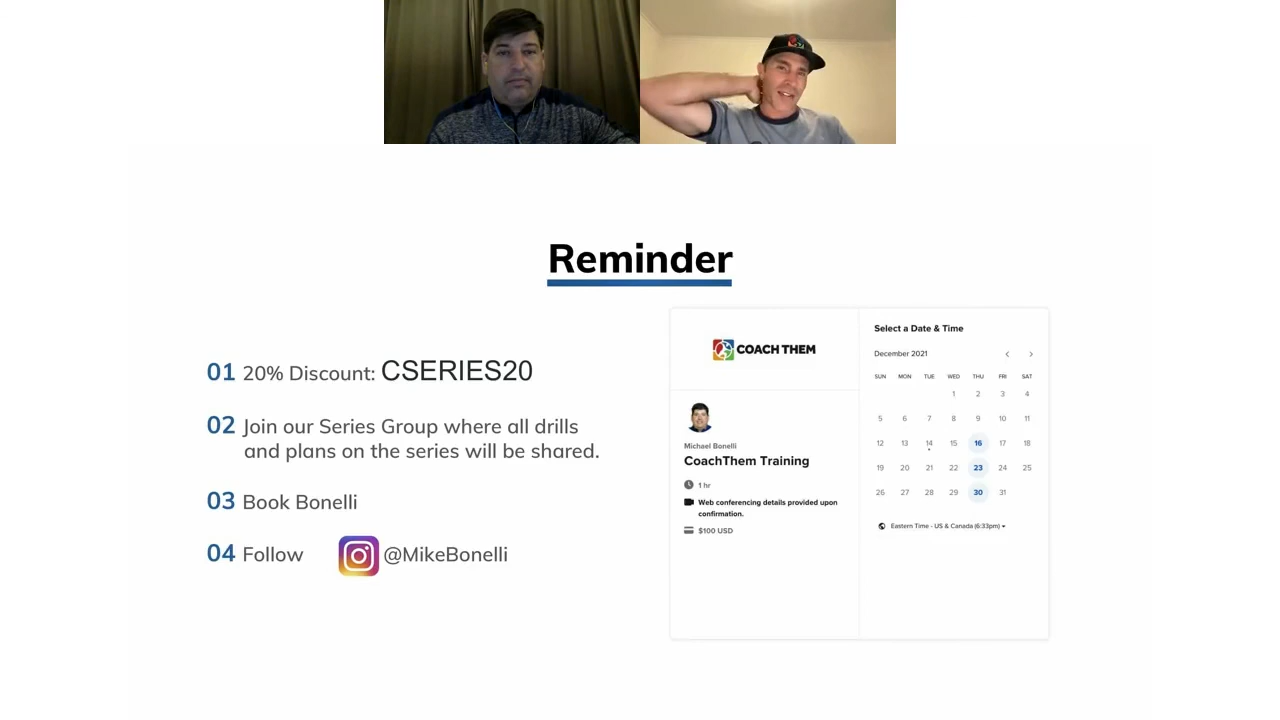 Reminder
01 20% Discount: CSERIES20
02 Join our Series Group where all drills
and plans on the series will be shared.
03 Book Bonelli
04 Follow @MikeBonelli
COACH THEM
Michael Bonelli
CoachThem Training
1 hr
Web conferencing details provided upon
confirmation.
$100 USD
Select a Date & Time
December 2021 < >
SUN MON TUE WED THU FRI SAT
1 2 3 4
5 6 7 8 9 10 11
12 13 14 15 16 17 18
19 20 21 22 23 24 25
26 27 28 29 30 31
Eastern Time - US & Canada (6:33pm)